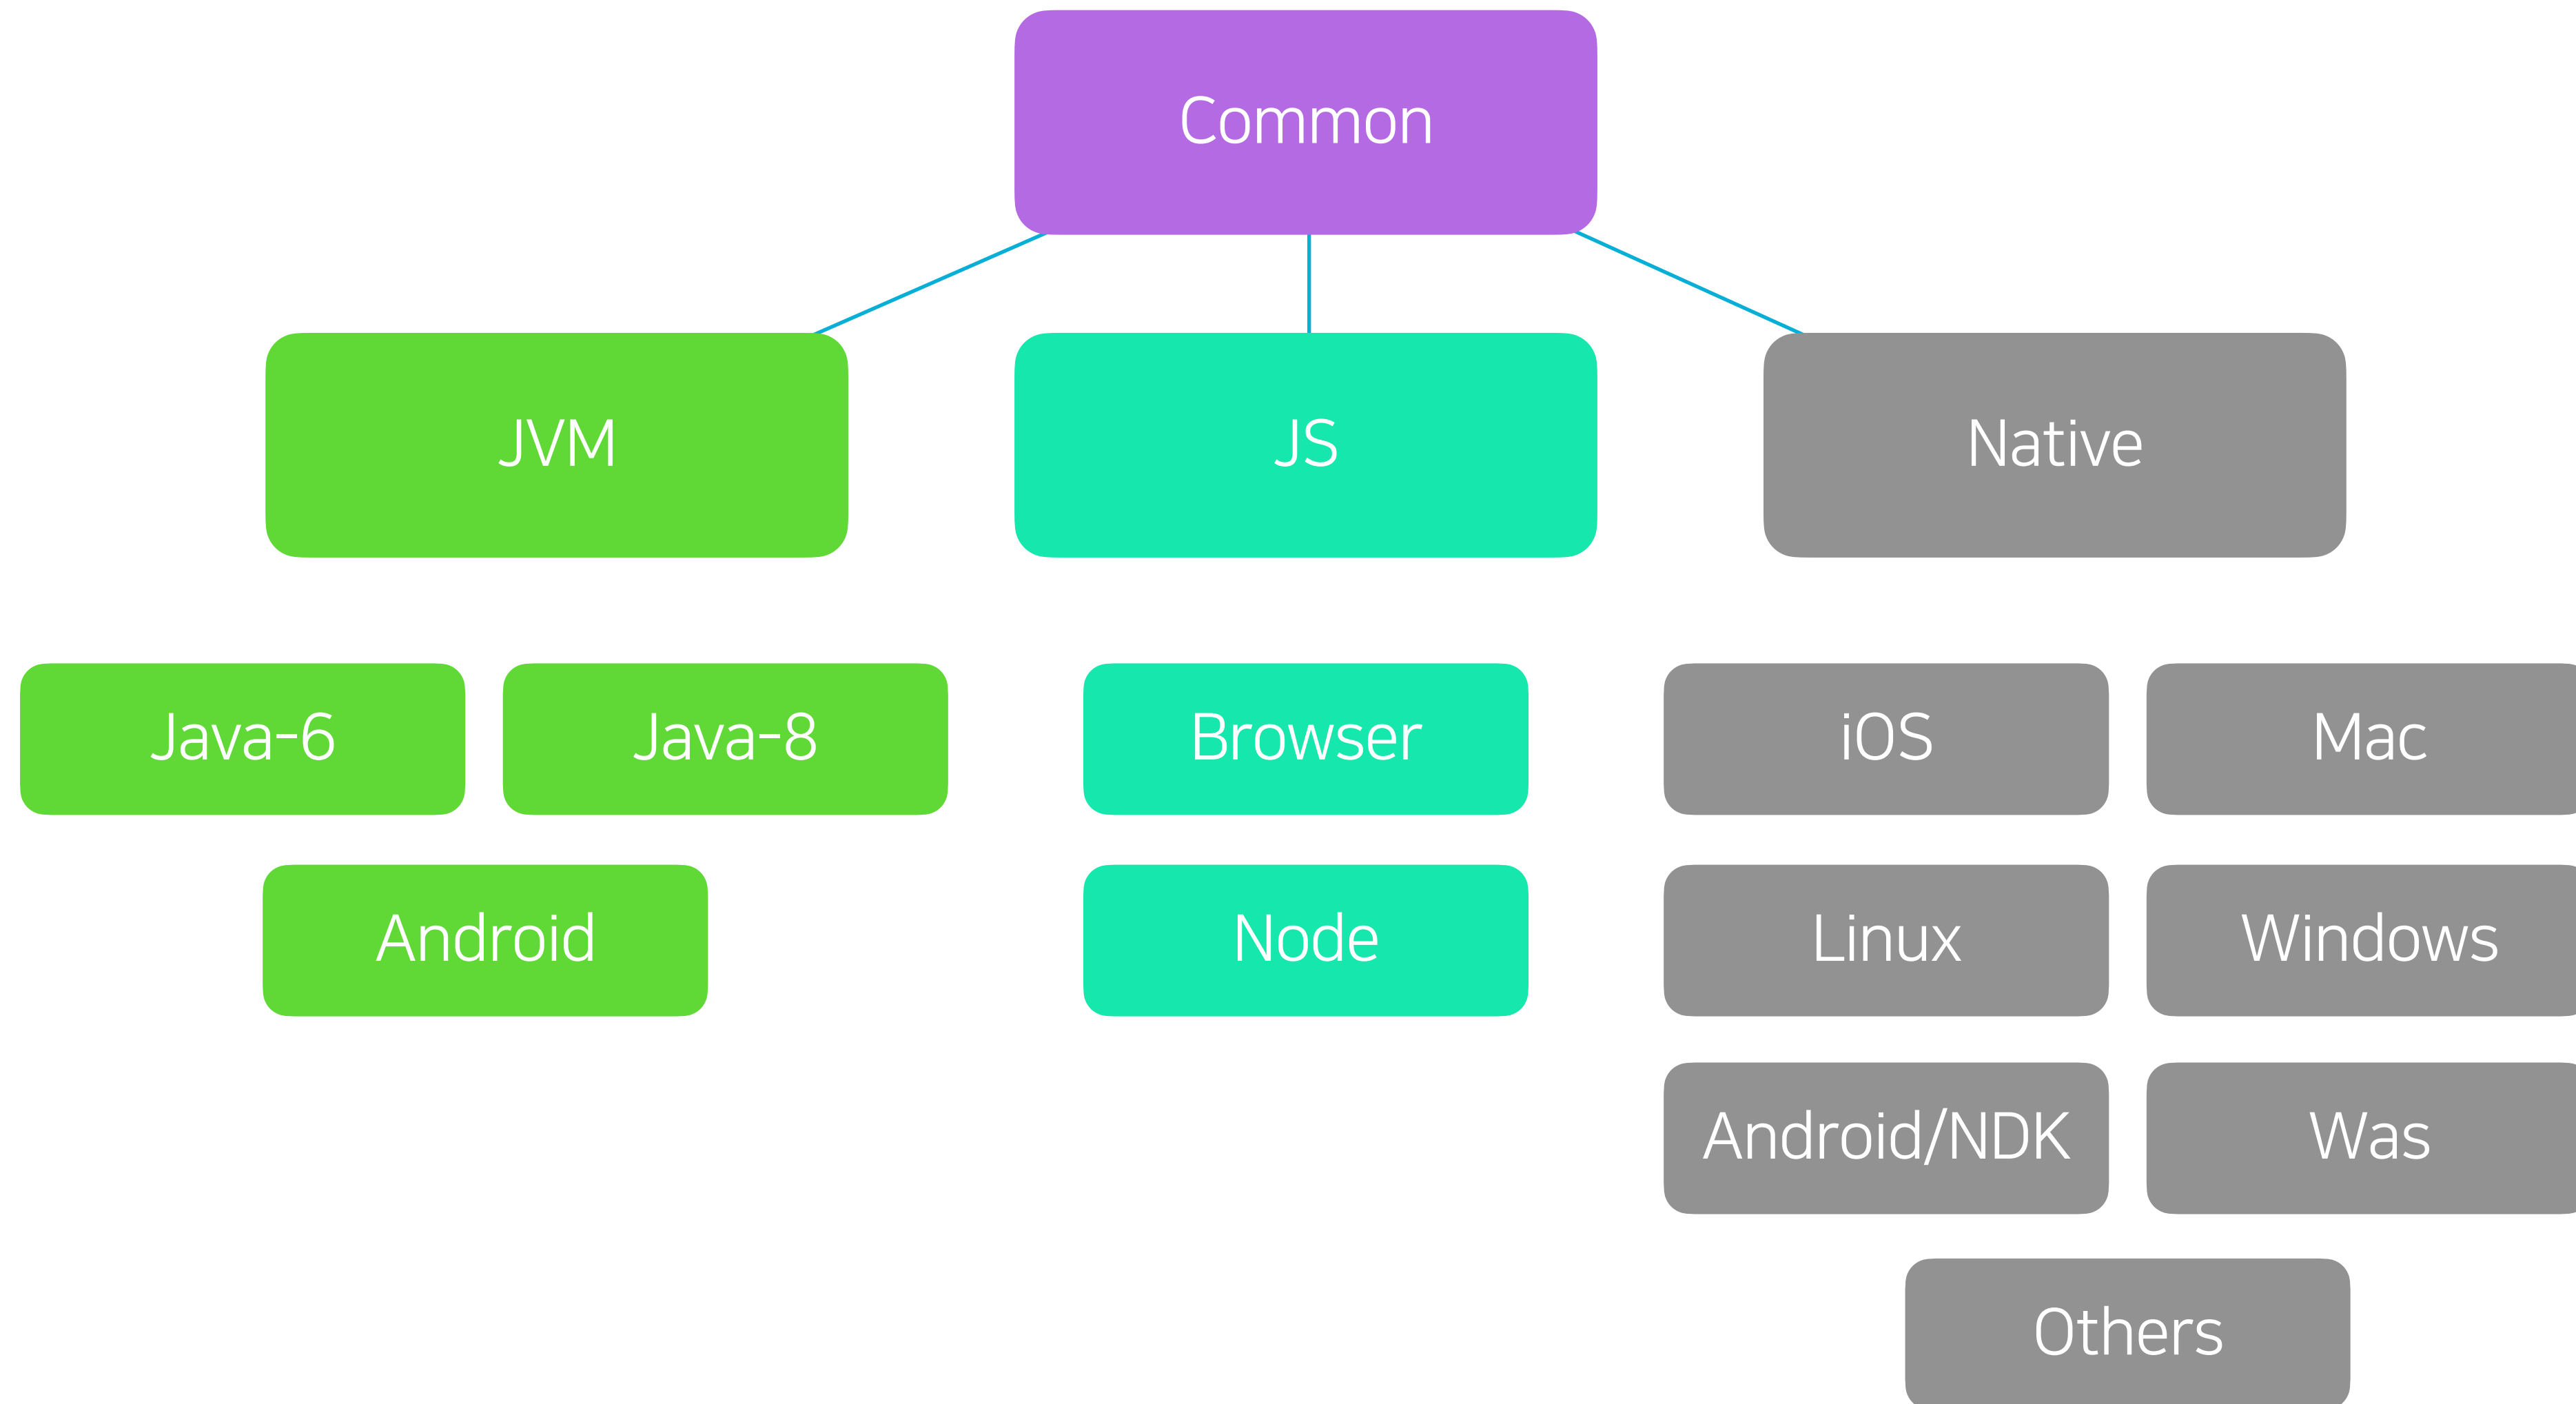 Common
JVM
JS
Native
Java-6
Java-8
Browser
iOS
Mac
Android
Node
Linux
Windows
Android/NDK
Was
Others